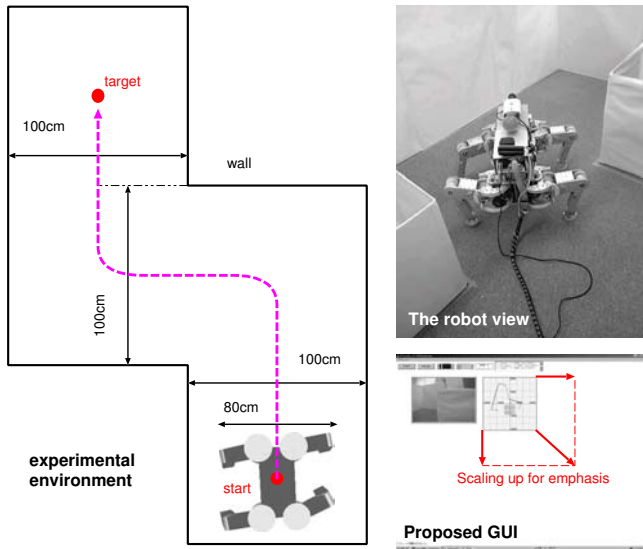 target
100cm
wall
100cm
100cm
80cm
experimental
environment
start
The robot view
Scaling up for emphasis
Proposed GUI